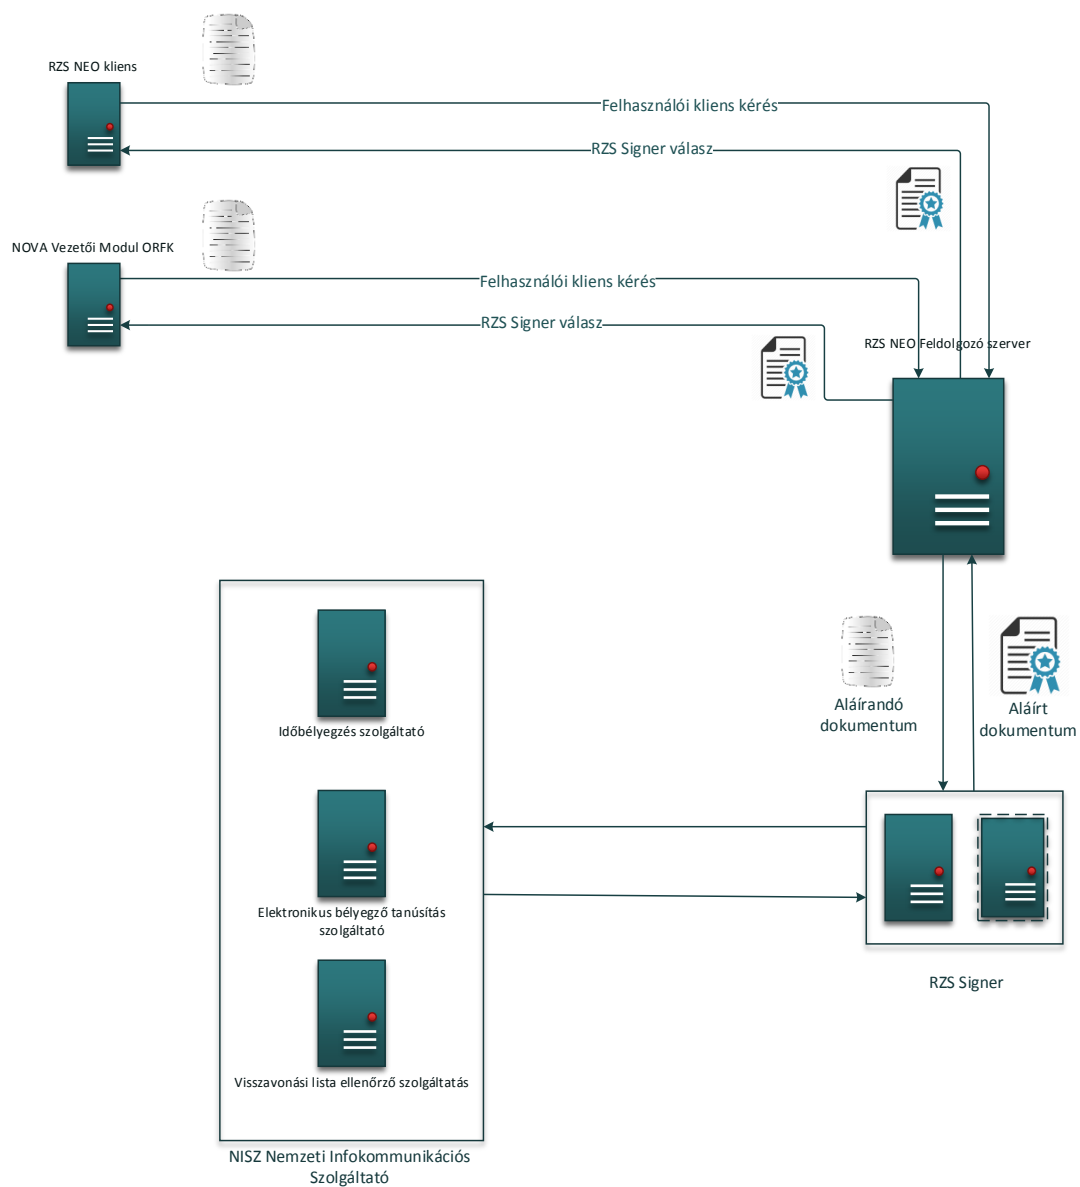 RZS NEO kliens
Felhasználói kliens kérés
RZS Signer válasz
NOVA Vezetői Modul ORFK
Felhasználói kliens kérés
RZS Signer válasz
RZS NEO Feldolgozó szerver
Aláírandó
dokumentum
Aláírt
dokumentum
Időbélyegzés szolgáltató
Elektronikus bélyegző tanúsítás
szolgáltató
RZS Signer
Visszavonási lista ellenőrző szolgáltatás
NISZ Nemzeti Infokommunikációs
Szolgáltató